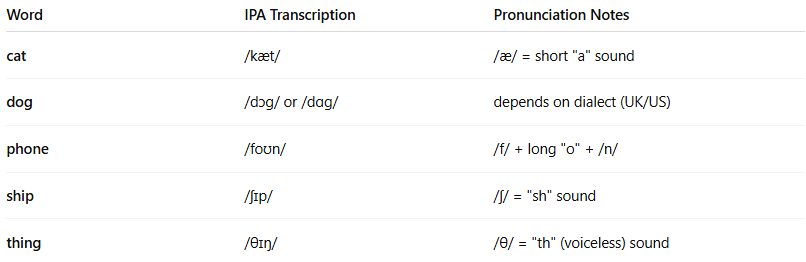 Word IPA Transcription Pronunciation Notes
cat /kæt/ /æ/ = short "a" sound
dog /dɔg/ or /dɑg/ depends on dialect (UK/US)
phone /foʊn/ /f/ + long "o" + /n/
ship /ʃɪp/ /ʃ/ = "sh" sound
thing /θɪŋ/ /θ/ = "th" (voiceless) sound